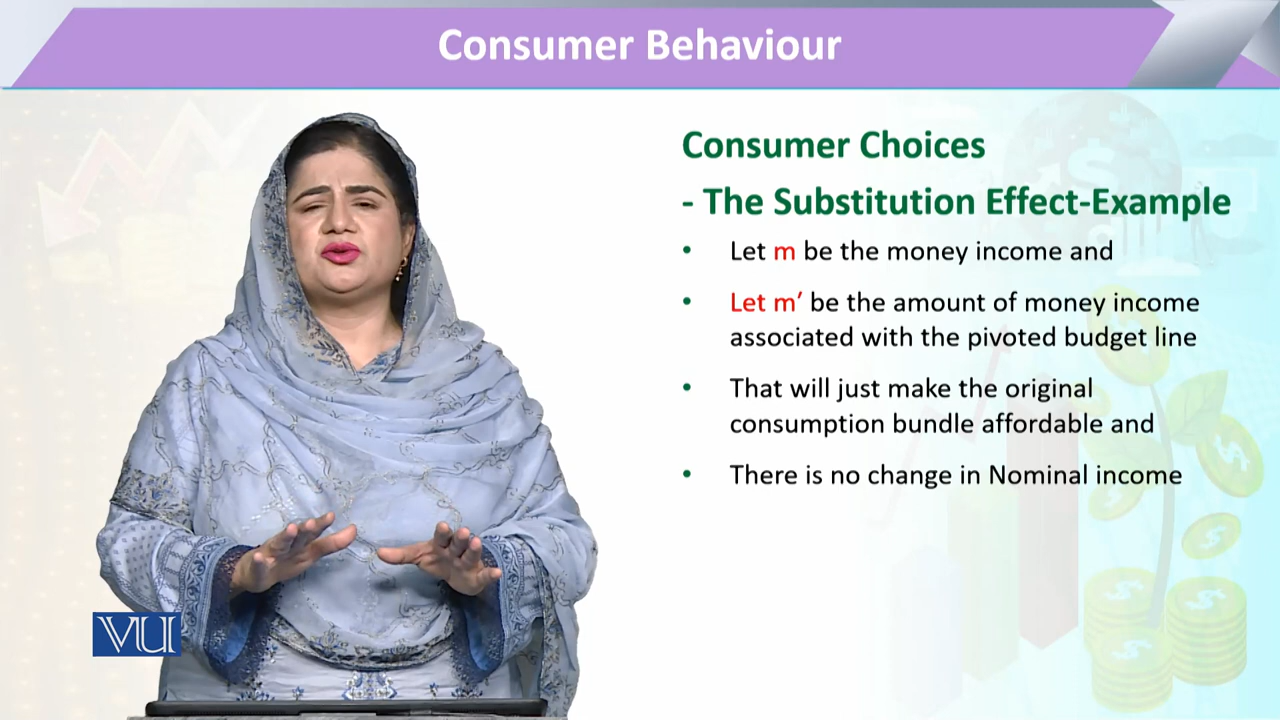 Consumer Behaviour
Consumer Choices
- The Substitution Effect-Example
• Let m be the money income and
• Let m′ be the amount of money income
associated with the pivoted budget line
• That will just make the original
consumption bundle affordable and
• There is no change in Nominal income
VU